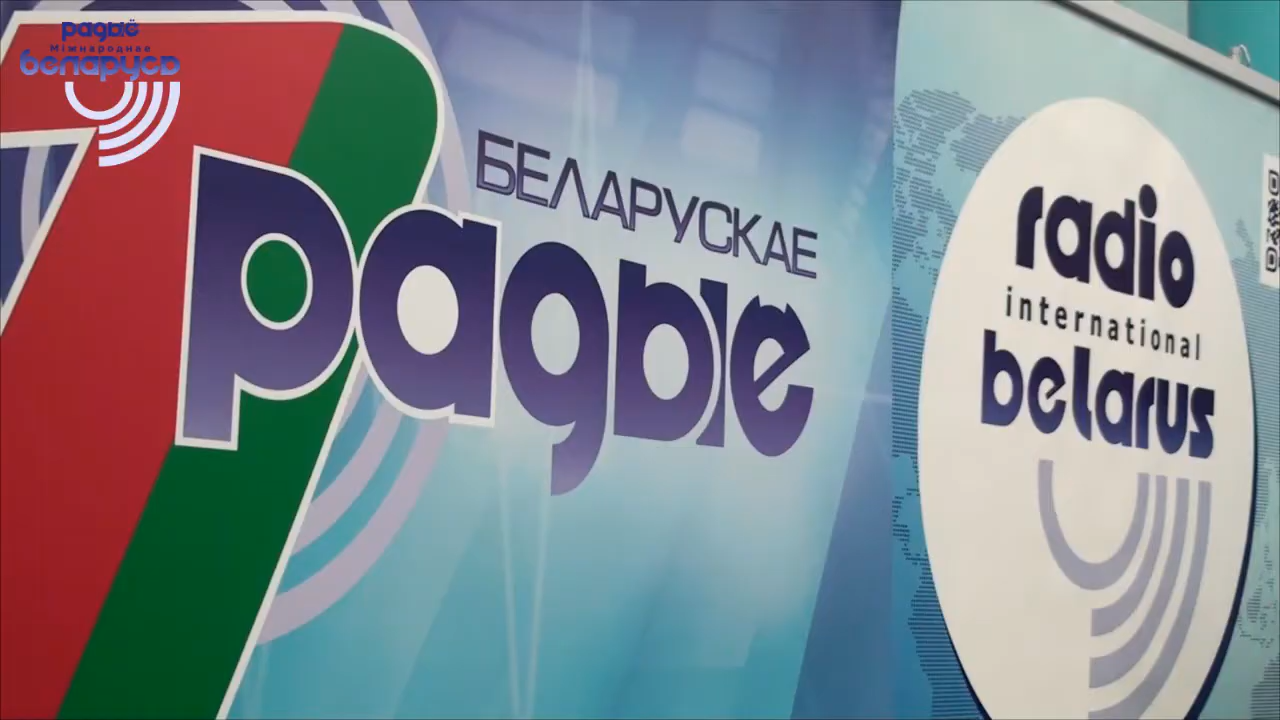 радыё
Міжнароднае
беларусь
БЕЛАРУСКАЕ
радые
radio
international
belarus